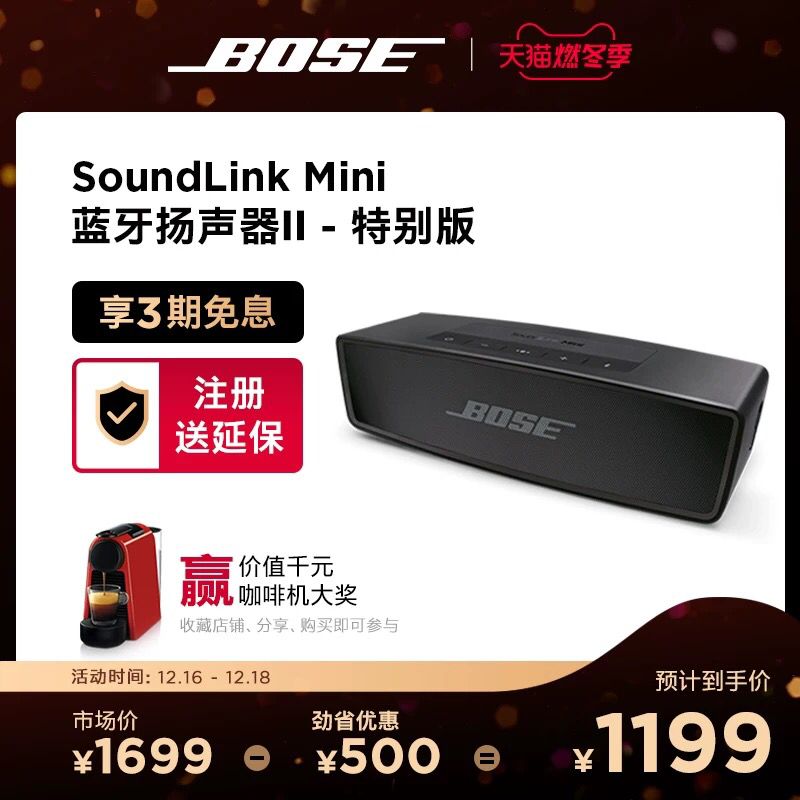 BOSE
天猫燃冬季
SoundLink Mini
蓝牙扬声器II - 特别版
享3期免息
注册
送延保
SoundLink MINI
BOSE
赢
价值千元
咖啡机大奖
收藏店铺、分享、购买即可参与
活动时间: 12.16 - 12.18
预计到手价
市场价
劲省优惠
¥1699 - ¥500 = ¥1199